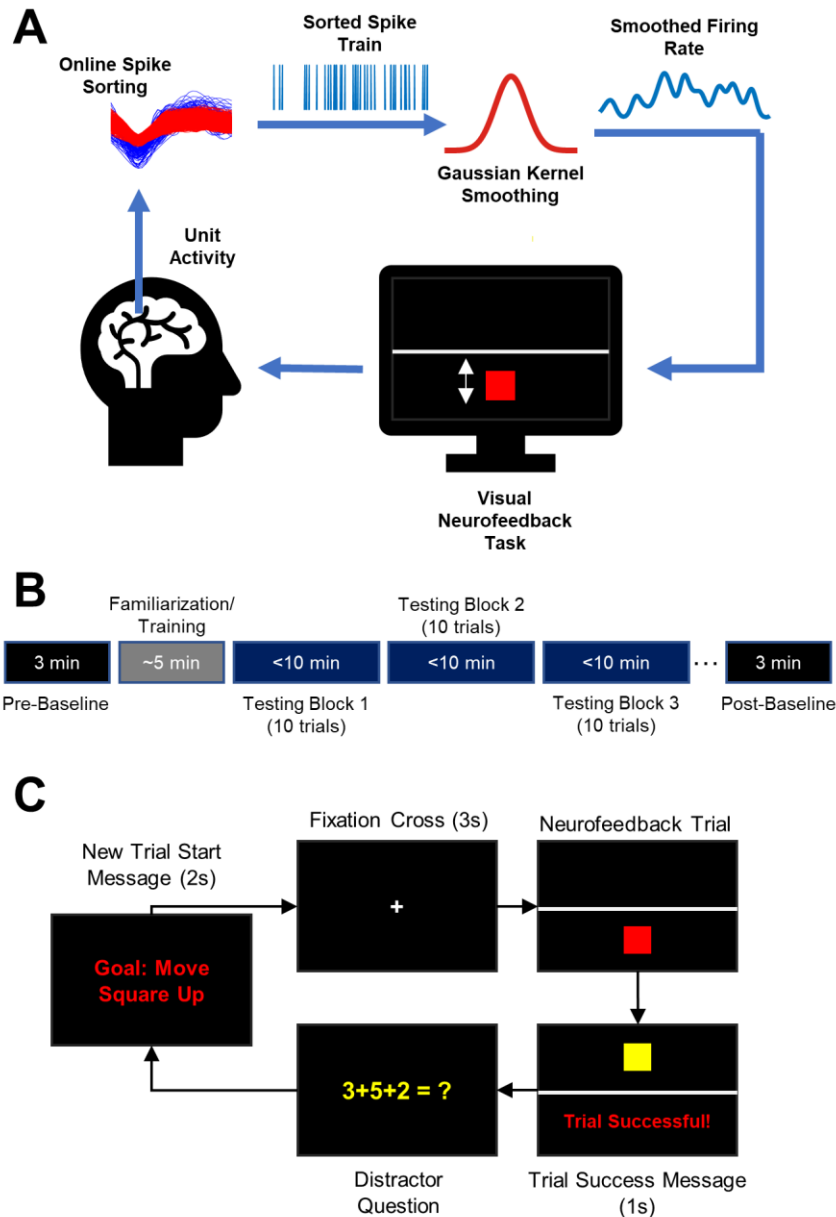 A
Online Spike
Sorting
Sorted Spike
Train
Smoothed Firing
Rate
Gaussian Kernel
Smoothing
Unit
Activity
Visual
Neurofeedback
Task
B
Familiarization/
Training
Testing Block 2
(10 trials)
3 min
~5 min
<10 min
<10 min
<10 min
...
3 min
Pre-Baseline
Testing Block 1
(10 trials)
Testing Block 3
(10 trials)
Post-Baseline
C
New Trial Start
Message (2s)
Fixation Cross (3s)
Neurofeedback Trial
+
Goal: Move
Square Up
3+5+2 = ?
Trial Successful!
Distractor
Question
Trial Success Message
(1s)